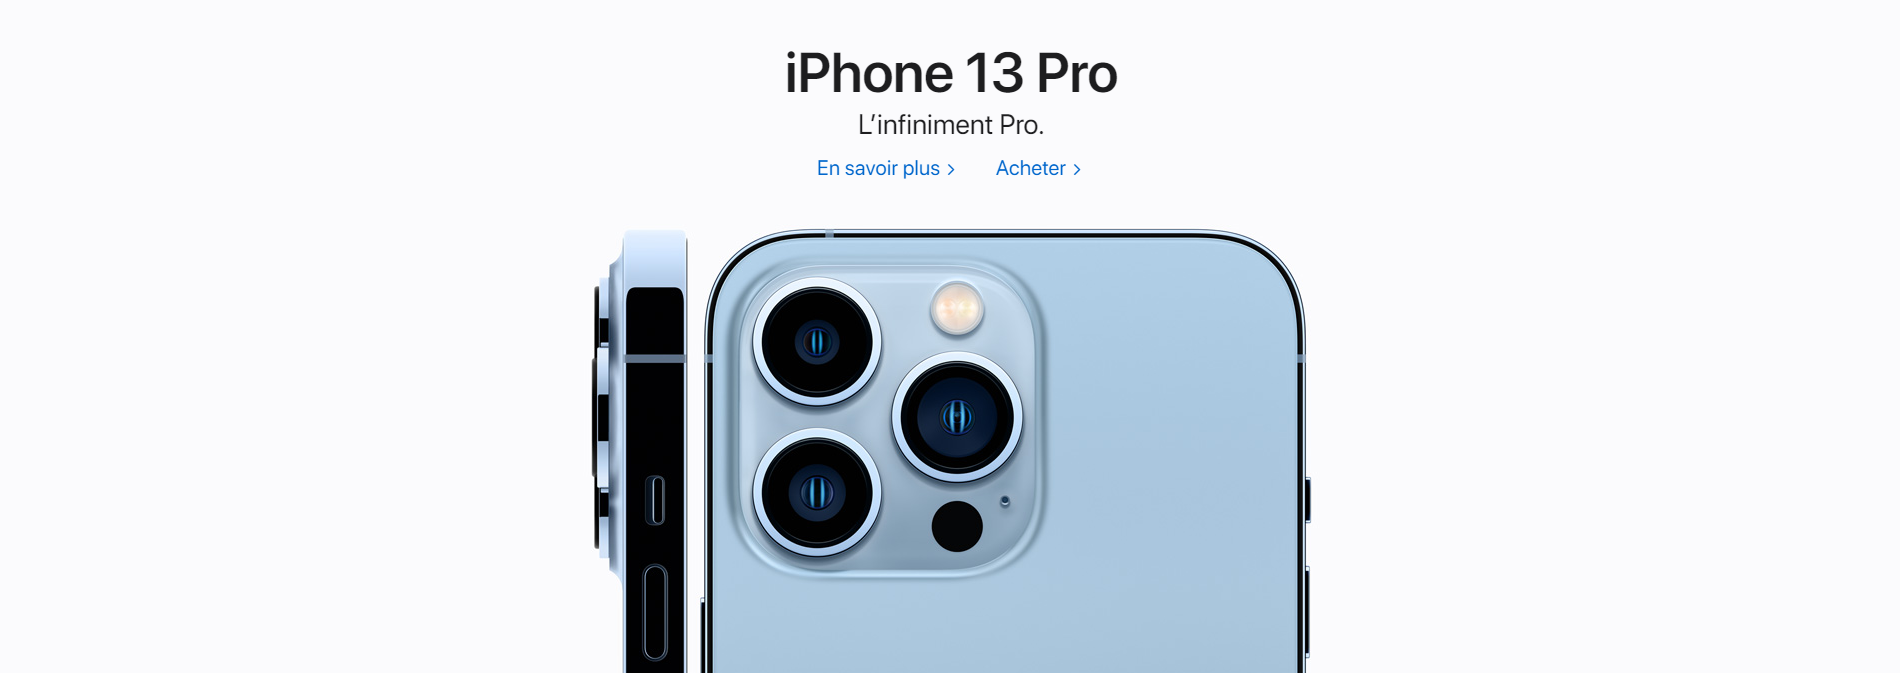 iPhone 13 Pro
L’infiniment Pro.
En savoir plus > Acheter >